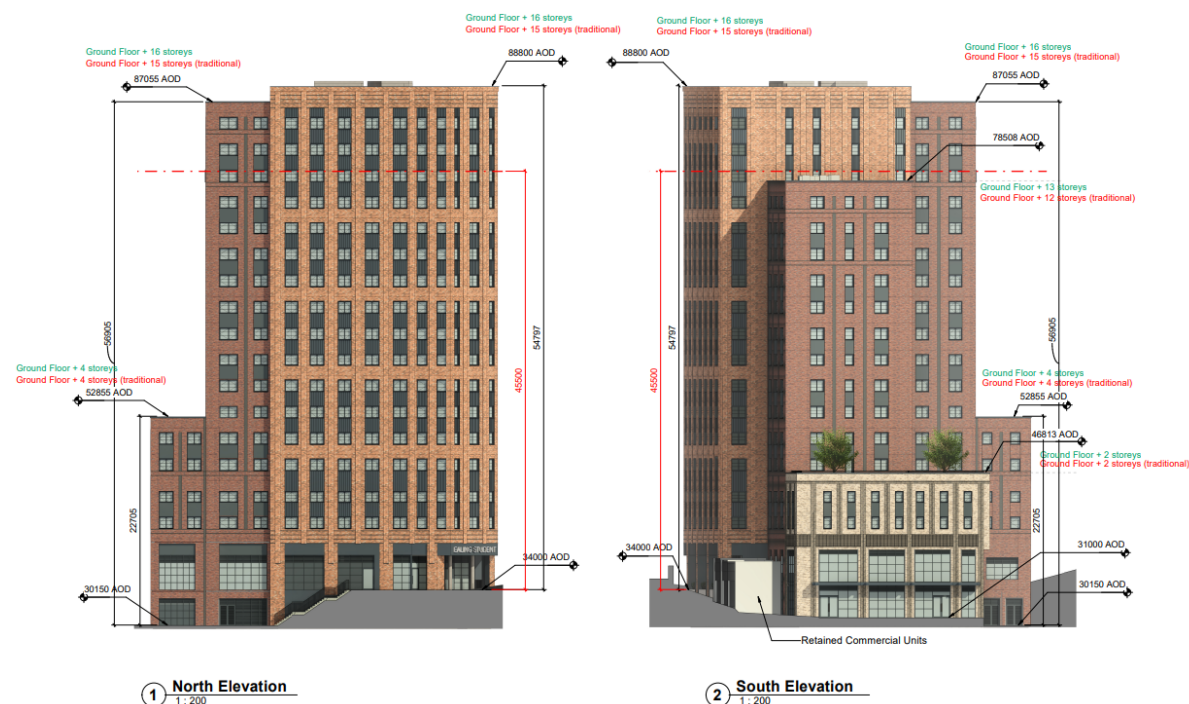 Ground Floor + 16 storeys
Ground Floor + 15 storeys (traditional)
88800 AOD
Ground Floor + 16 storeys
Ground Floor + 15 storeys (traditional)
87055 AOD
56905
54797
45500
Ground Floor + 4 storeys
Ground Floor + 4 storeys (traditional)
52855 AOD
22705
EALING STUDENT
34000 AOD
30150 AOD
1 North Elevation
1 : 200
Ground Floor + 16 storeys
Ground Floor + 15 storeys (traditional)
88800 AOD
Ground Floor + 16 storeys
Ground Floor + 15 storeys (traditional)
87055 AOD
78508 AOD
Ground Floor + 13 storeys
Ground Floor + 12 storeys (traditional)
54797
45500
56905
Ground Floor + 4 storeys
Ground Floor + 4 storeys (traditional)
52855 AOD
46813 AOD
Ground Floor + 2 storeys
Ground Floor + 2 storeys (traditional)
22705
34000 AOD
31000 AOD
30150 AOD
Retained Commercial Units
2 South Elevation
1 : 200